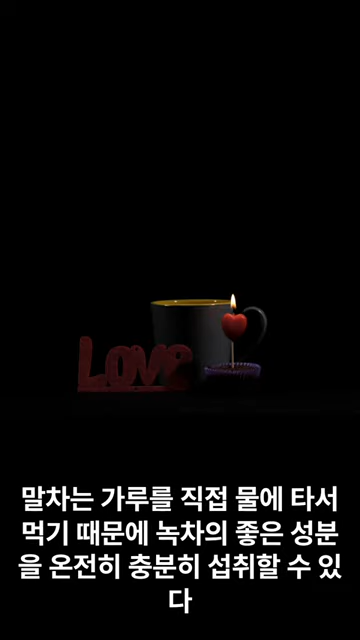 LOVE
말차는 가루를 직접 물에 타서
먹기 때문에 녹차의 좋은 성분
을 온전히 충분히 섭취할 수 있
다